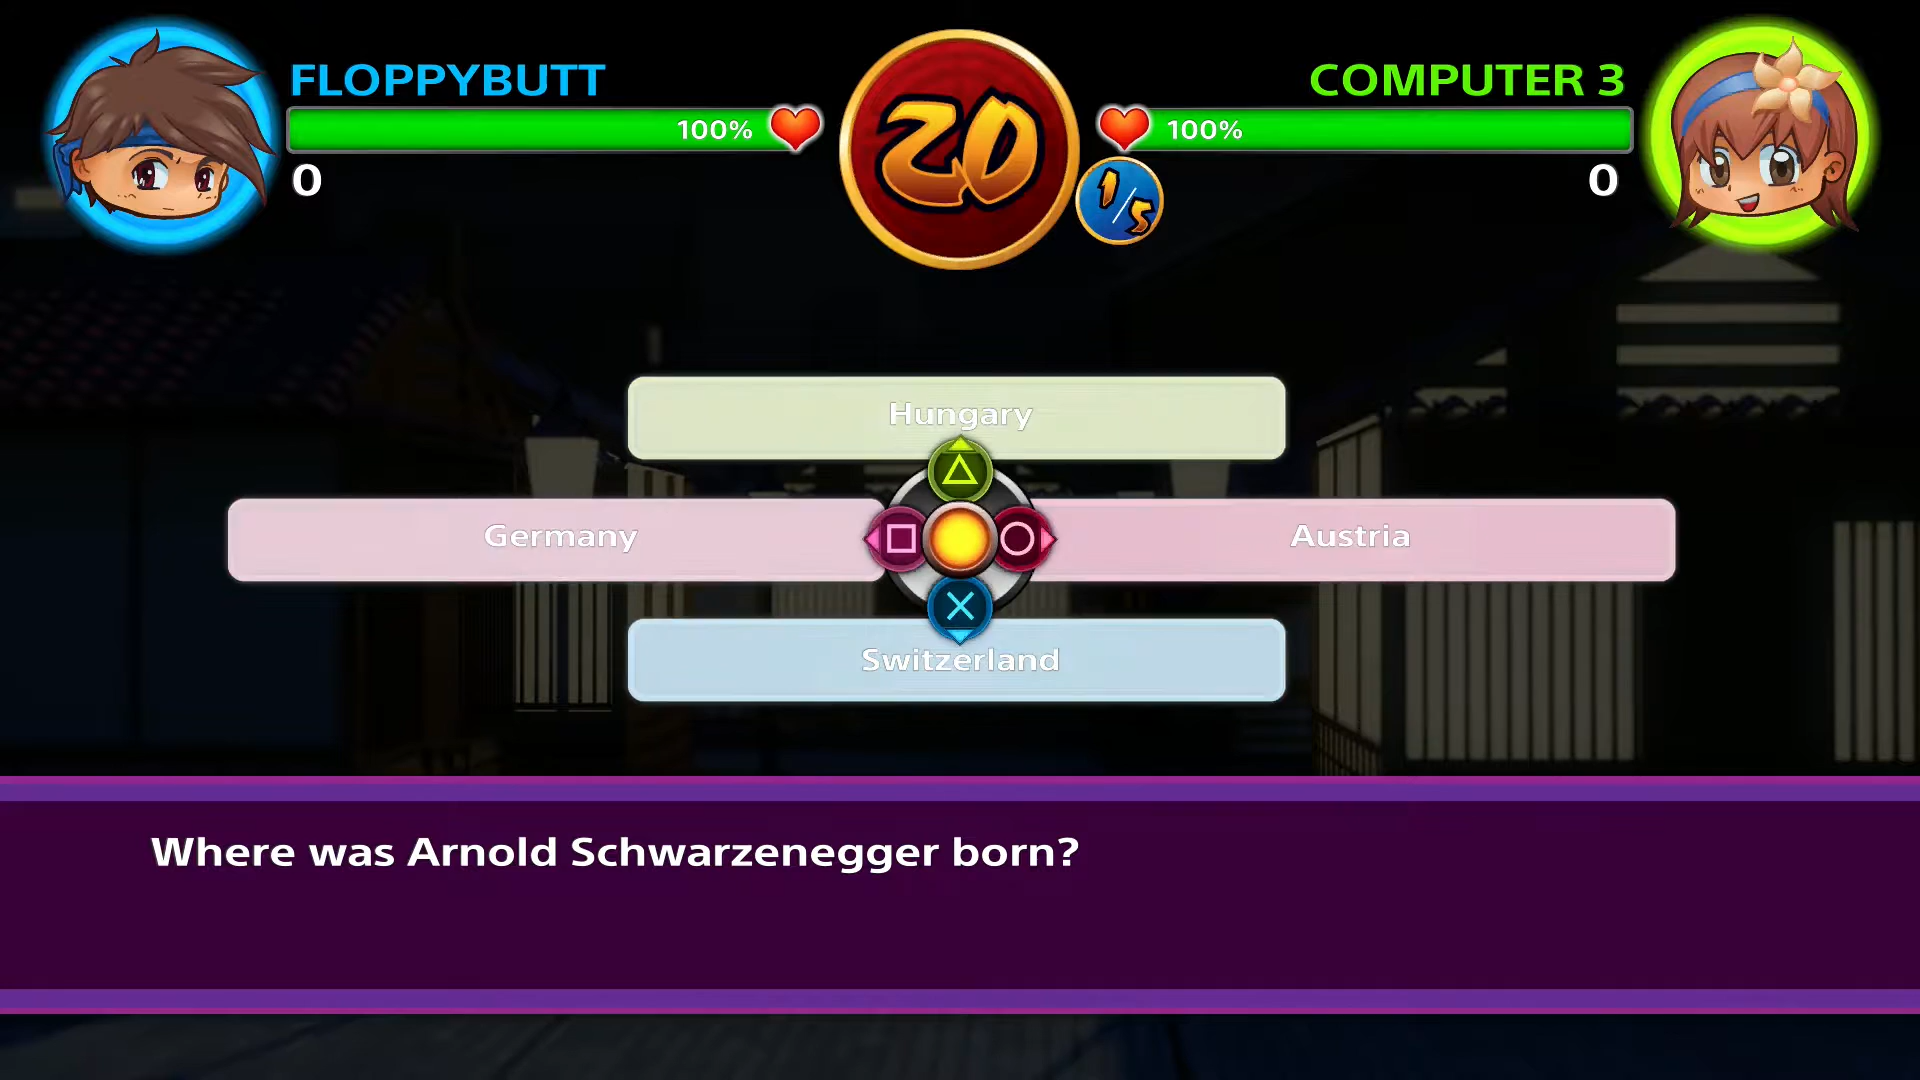 FLOPPYBUTT
COMPUTER 3
20
100%
100%
0
1/5
0
Hungary
Germany
Austria
Switzerland
Where was Arnold Schwarzenegger born?